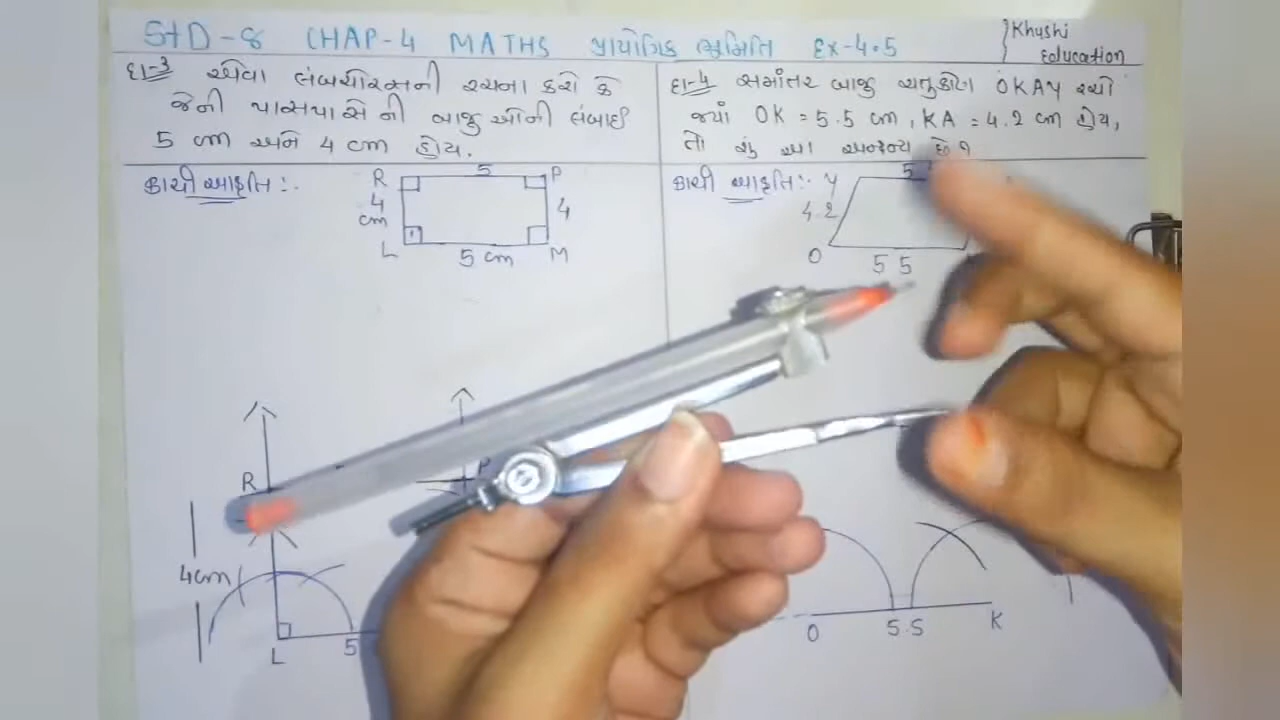 STD-8 CHAP-4 MATHS પ્રાયોગિક ભૂમિતિ Ex-4.5
Khushi
Education
દા-3 એવા લંબચોરસની રચના કરો કે
જેની પાસપાસેની બાજુઓની લંબાઈ
5 cm અને 4 cm હોય.
કાચી આકૃતિ :-
R 5 P
4
cm
4
L 5 cm M
દા-4 સમાંતર બાજુ ચતુષ્કોણ OKAY રચો
જ્યાં OK = 5.5 cm, KA = 4.2 cm હોય,
તો શું આ અનન્ય છે ?
કાચી આકૃતિ :- Y 5
4.2
O 5 5
R P
4cm
L 5
O 5.5 K